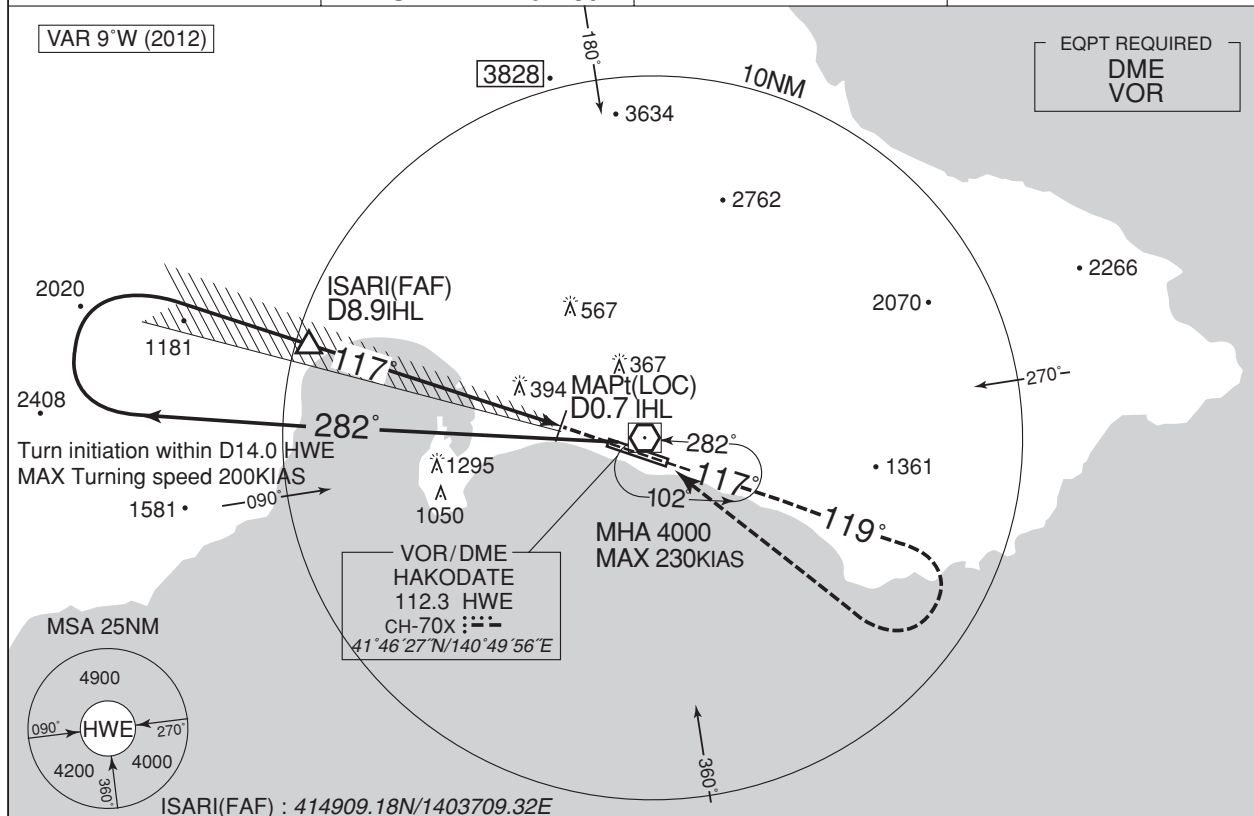 VAR 9°W (2012)
180°
3828
10NM
EQPT REQUIRED
DME
VOR
3634
2762
2266
2070
2020
ISARI(FAF)
D8.9IHL
567
1181
117°
367
394
MAPt(LOC)
D0.7 IHL
270°
2408
282°
282°
Turn initiation within D14.0 HWE
MAX Turning speed 200KIAS
1295
117°
1361
1581
090°
1050
102°
119°
MHA 4000
MAX 230KIAS
VOR/DME
HAKODATE
112.3 HWE
CH-70X
41°46´27˝N/140°49´56˝E
MSA 25NM
4900
090°
HWE
270°
4200
4000
360°
360°
ISARI(FAF) : 414909.18N/1403709.32E